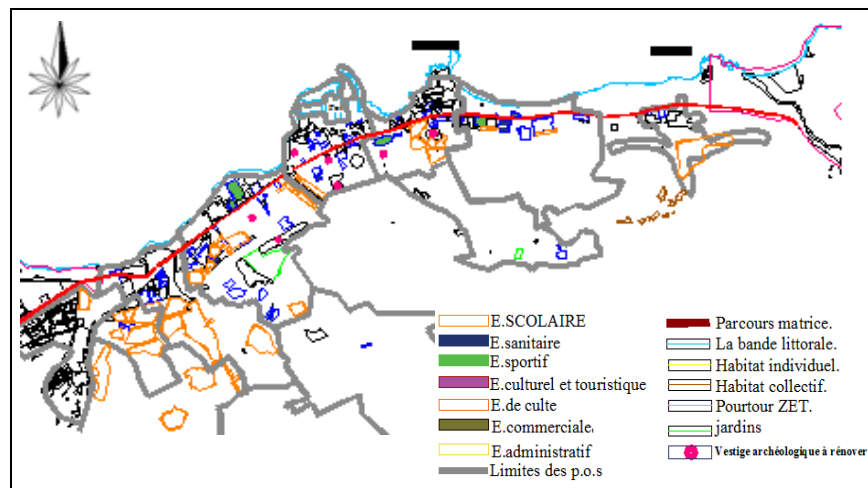 E.SCOLAIRE
E.sanitaire
E.sportif
E.culturel et touristique
E.de culte
E.commerciale.
E.administratif
Limites des p.o.s
Parcours matrice.
La bande littorale.
Habitat individuel.
Habitat collectif.
Pourtour ZET.
jardins
Vestige archéologique à rénover